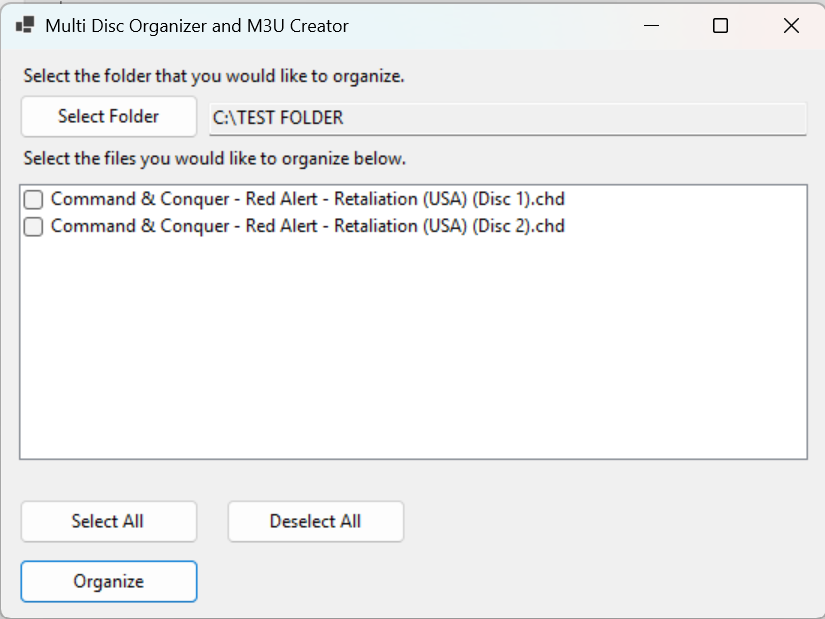 Multi Disc Organizer and M3U Creator
Select the folder that you would like to organize.
Select Folder
C:\TEST FOLDER
Select the files you would like to organize below.
Command & Conquer - Red Alert - Retaliation (USA) (Disc 1).chd
Command & Conquer - Red Alert - Retaliation (USA) (Disc 2).chd
Select All
Deselect All
Organize